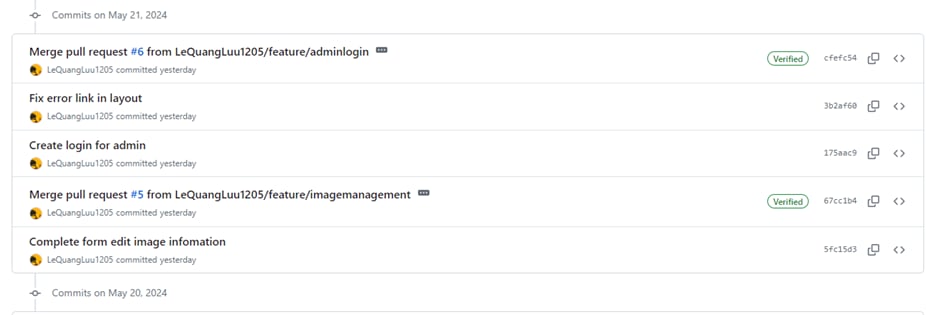 Commits on May 21, 2024
Merge pull request #6 from LeQuangLuu1205/feature/adminlogin
Verified cfefc54
LeQuangLuu1205 committed yesterday
Fix error link in layout
3b2af60
LeQuangLuu1205 committed yesterday
Create login for admin
175aac9
LeQuangLuu1205 committed yesterday
Merge pull request #5 from LeQuangLuu1205/feature/imagemanagement
Verified 67cc1b4
LeQuangLuu1205 committed yesterday
Complete form edit image infomation
5fc15d3
LeQuangLuu1205 committed yesterday
Commits on May 20, 2024